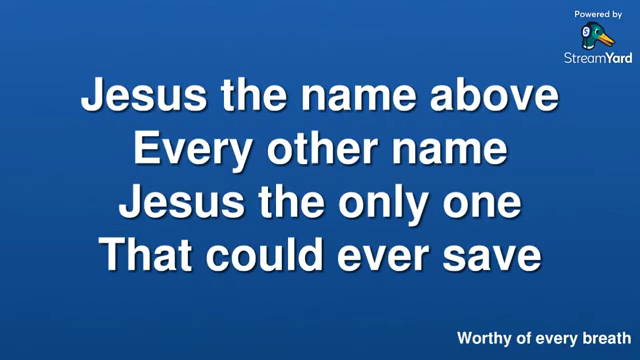 Powered by
StreamYard
Jesus the name above
Every other name
Jesus the only one
That could ever save
Worthy of every breath